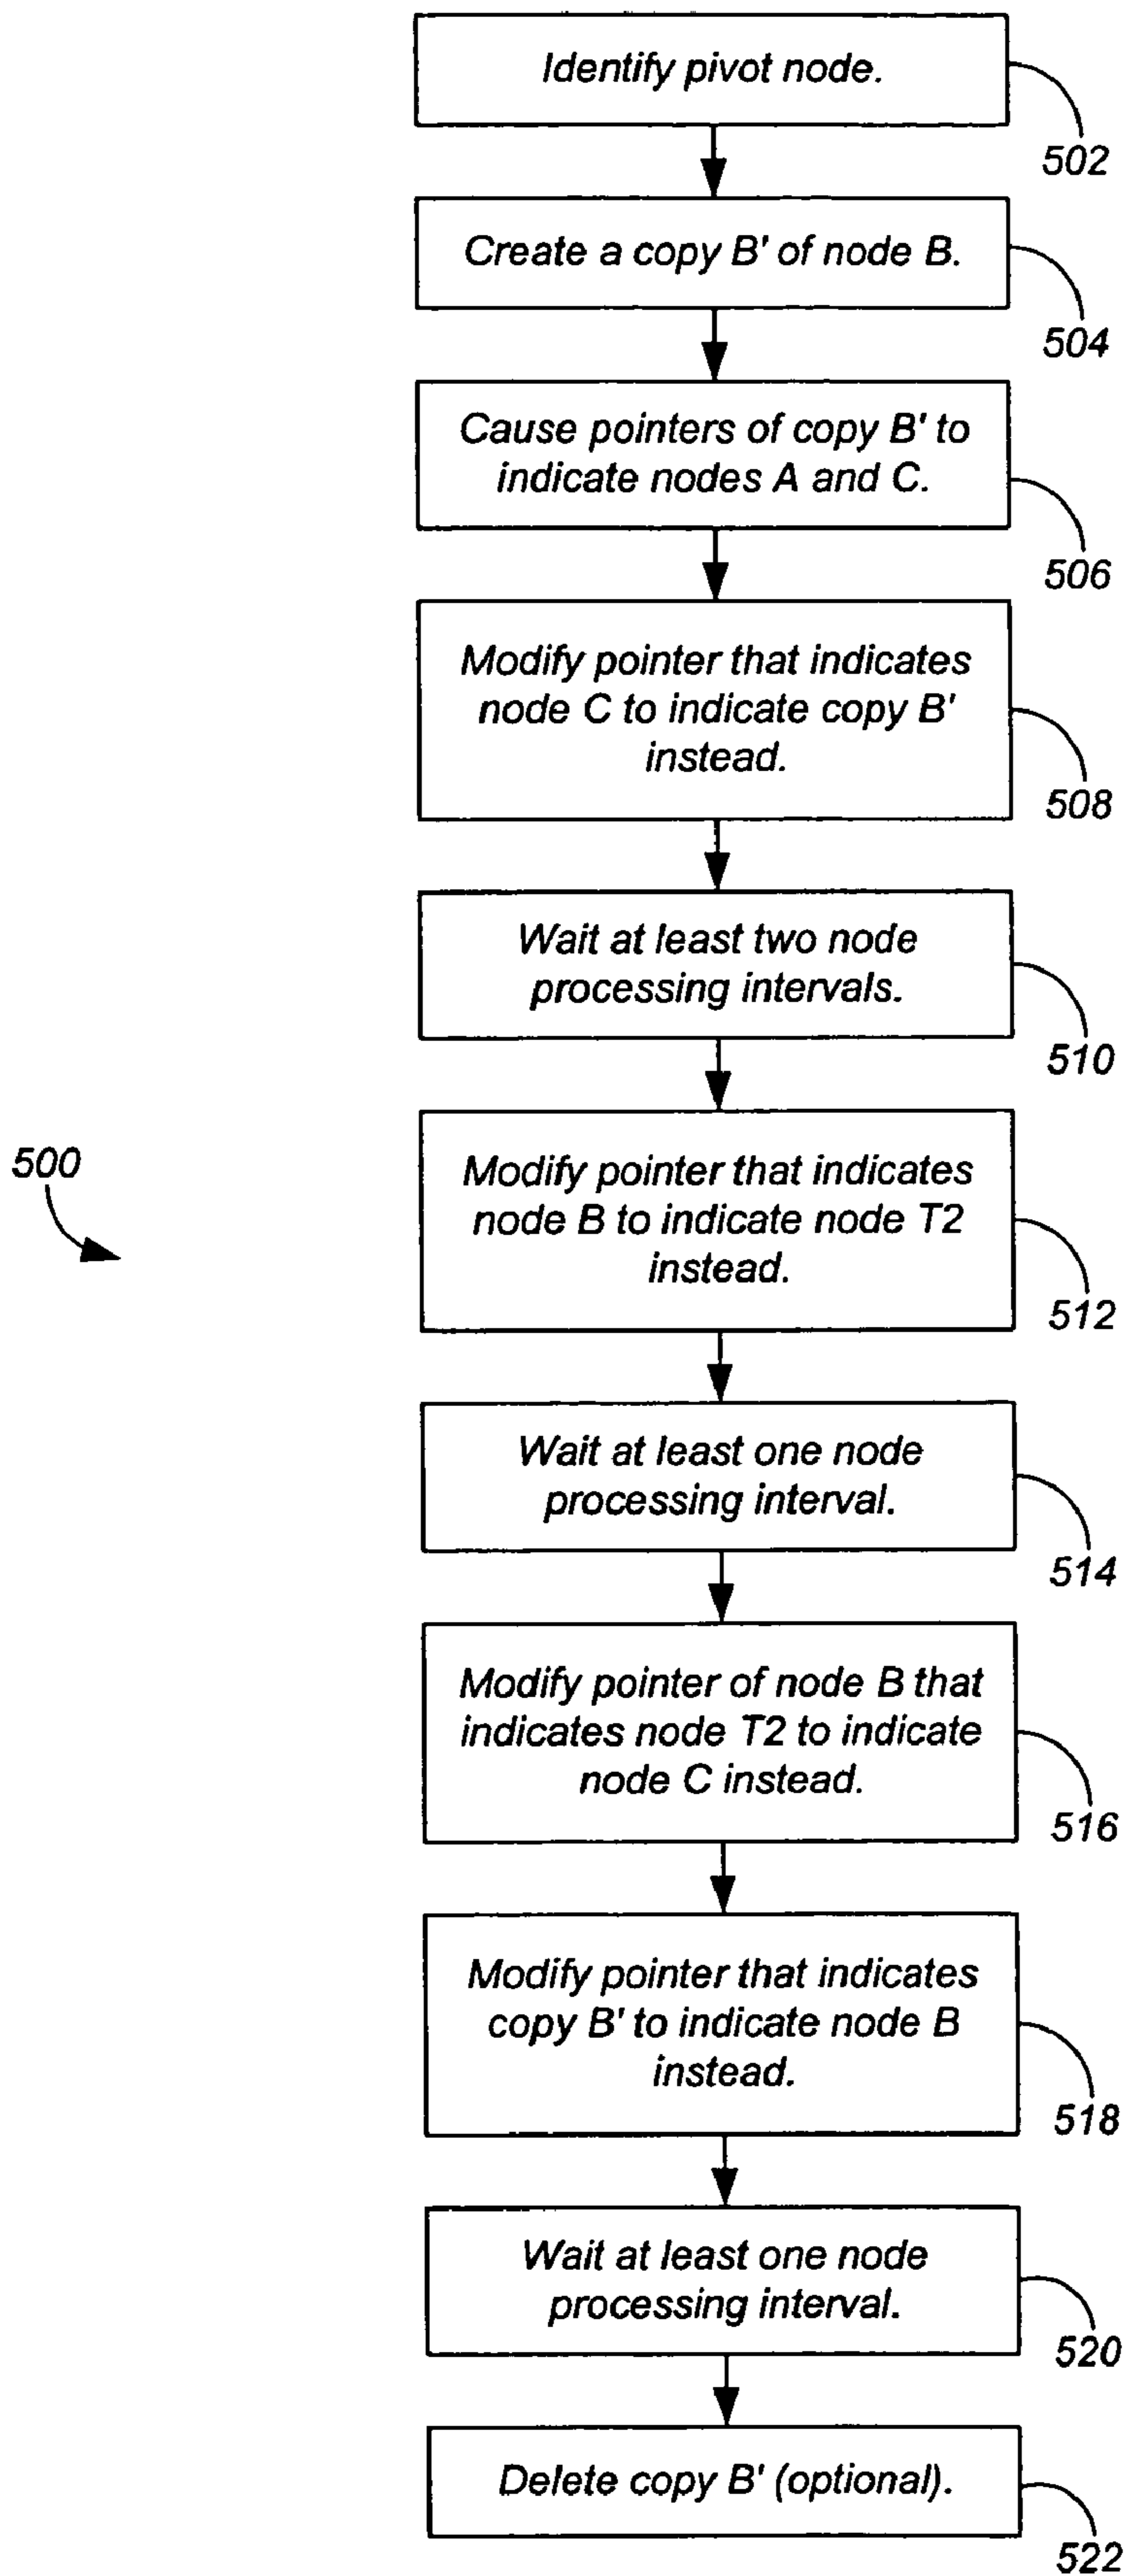 Identify pivot node.
502
Create a copy B' of node B.
504
Cause pointers of copy B' to
indicate nodes A and C.
506
Modify pointer that indicates
node C to indicate copy B'
instead.
508
Wait at least two node
processing intervals.
510
500
Modify pointer that indicates
node B to indicate node T2
instead.
512
Wait at least one node
processing interval.
514
Modify pointer of node B that
indicates node T2 to indicate
node C instead.
516
Modify pointer that indicates
copy B' to indicate node B
instead.
518
Wait at least one node
processing interval.
520
Delete copy B' (optional).
522